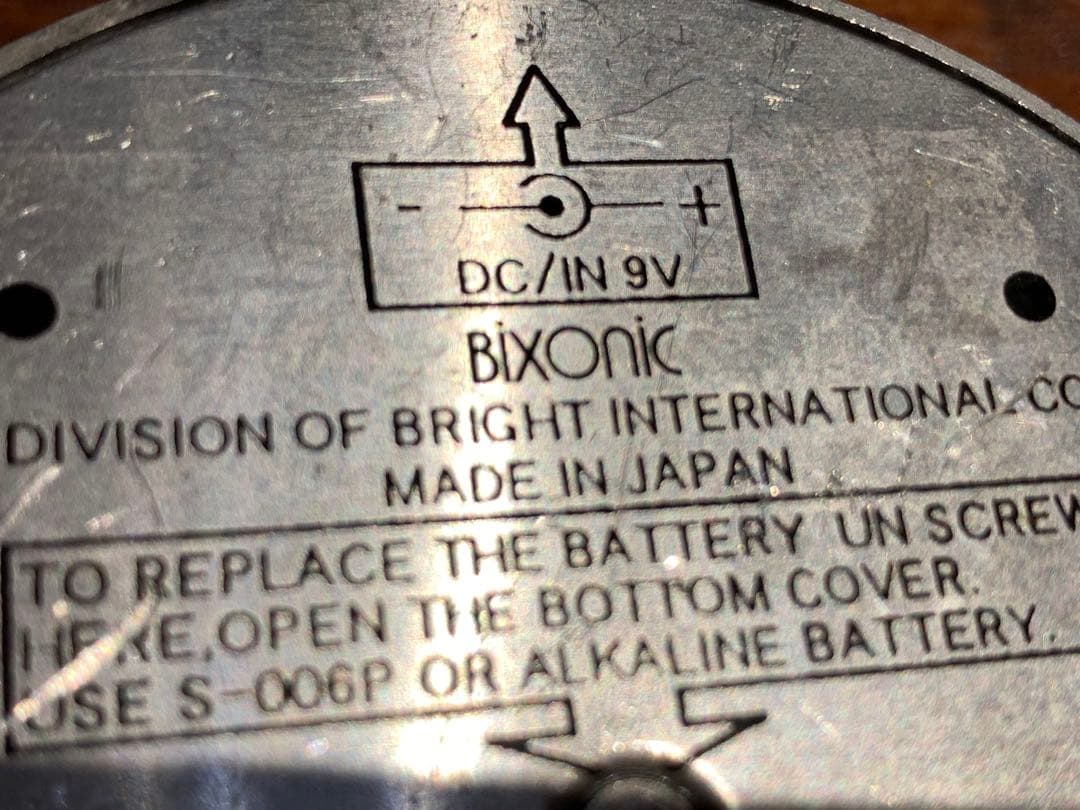 - +
DC/IN 9V
BiXOniC
DIVISION OF BRIGHT INTERNATIONAL CO
MADE IN JAPAN
TO REPLACE THE BATTERY UN SCREW
HERE,OPEN THE BOTTOM COVER.
USE S-006P OR ALKALINE BATTERY.